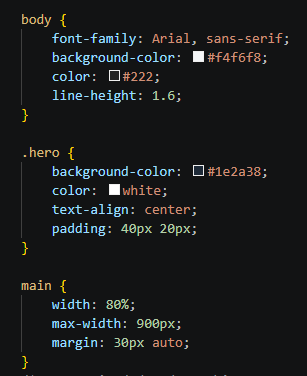 body {
    font-family: Arial, sans-serif;
    background-color: #f4f6f8;
    color: #222;
    line-height: 1.6;
}

.hero {
    background-color: #1e2a38;
    color: white;
    text-align: center;
    padding: 40px 20px;
}

main {
    width: 80%;
    max-width: 900px;
    margin: 30px auto;
}